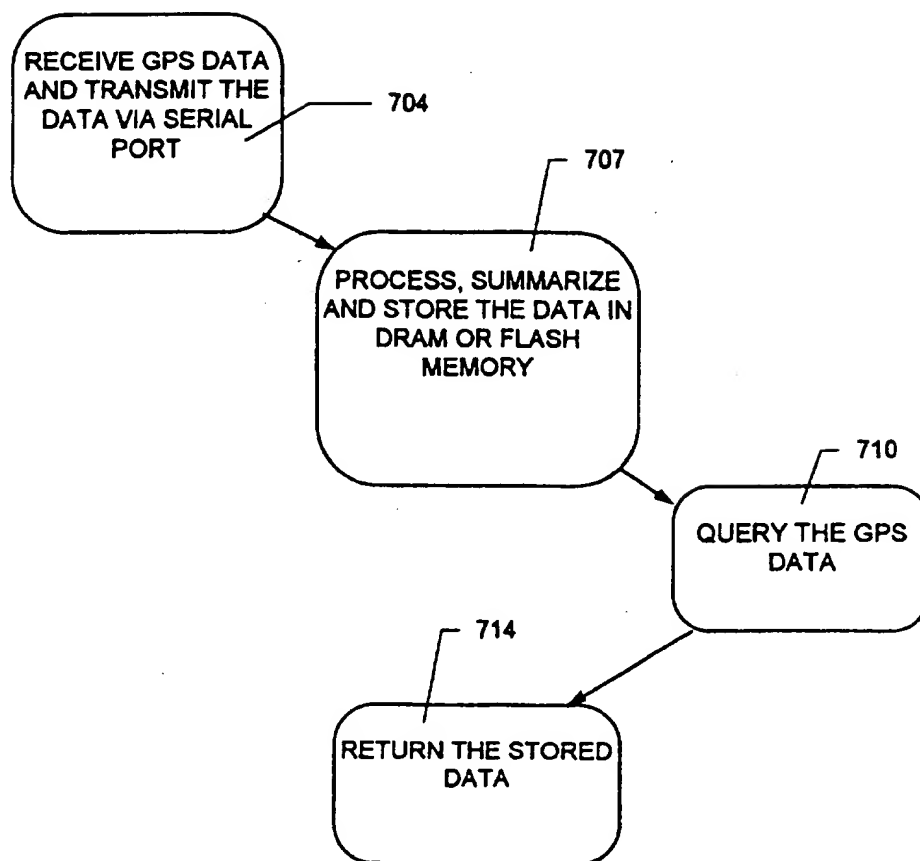 RECEIVE GPS DATA
AND TRANSMIT THE
DATA VIA SERIAL
PORT
704
707
PROCESS, SUMMARIZE
AND STORE THE DATA IN
DRAM OR FLASH
MEMORY
710
QUERY THE GPS
DATA
714
RETURN THE STORED
DATA